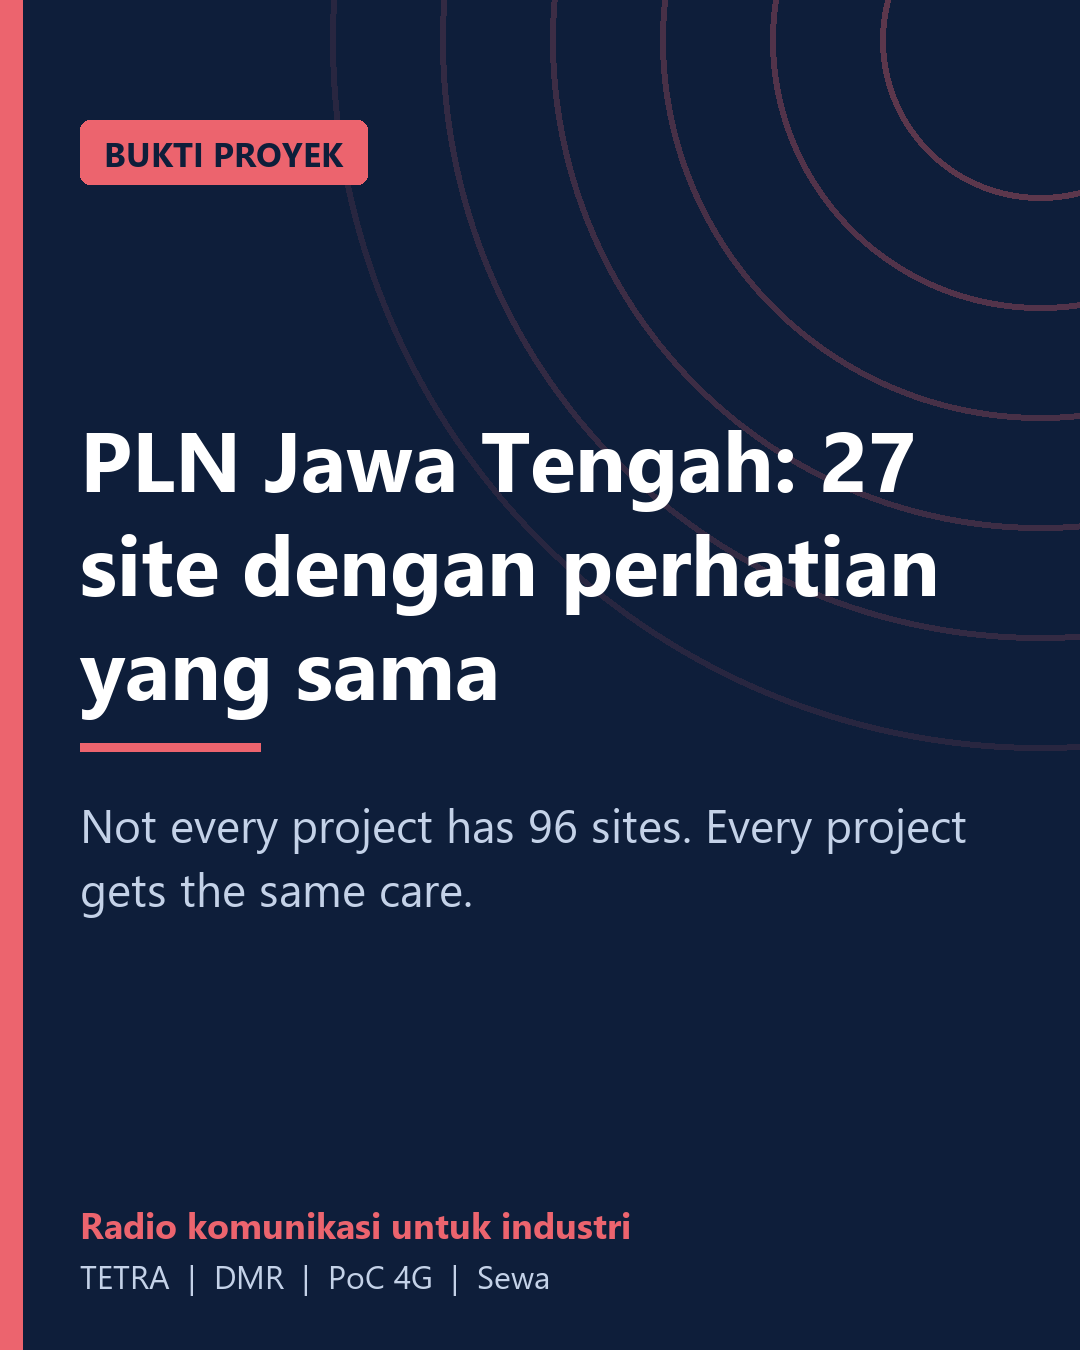 BUKTI PROYEK
PLN Jawa Tengah: 27
site dengan perhatian
yang sama
Not every project has 96 sites. Every project
gets the same care.
Radio komunikasi untuk industri
TETRA | DMR | PoC 4G | Sewa